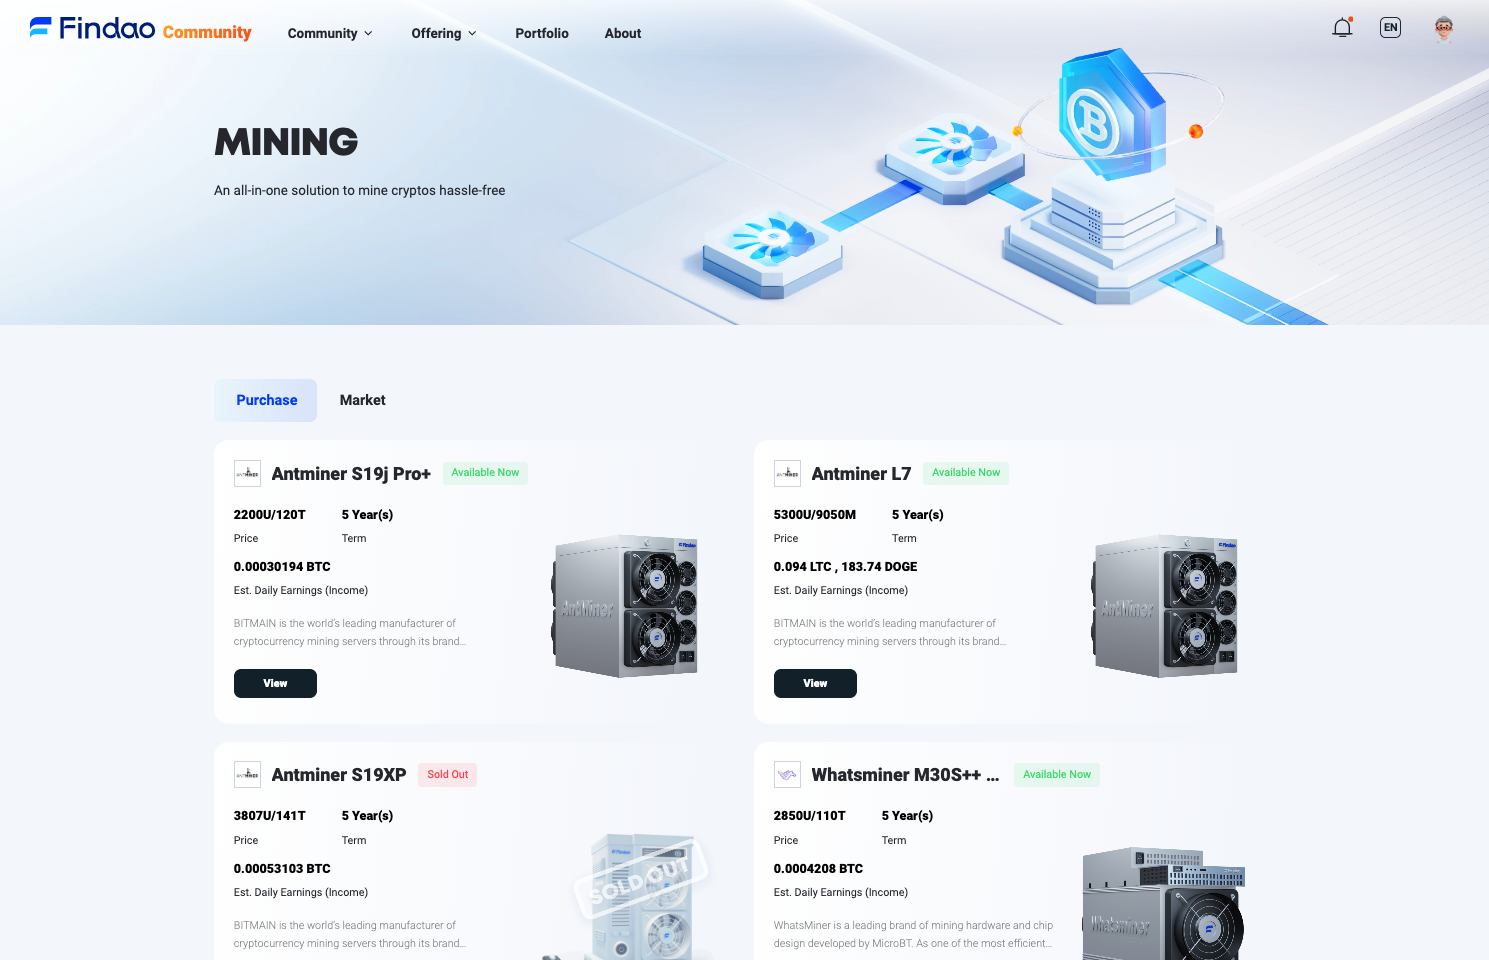 Findao Community
Community
Offering
Portfolio
About
EN
MINING
An all-in-one solution to mine cryptos hassle-free
Purchase
Market
ANTMINER
Antminer S19j Pro+
Available Now
2200U/120T
5 Year(s)
Price
Term
0.00030194 BTC
Est. Daily Earnings (Income)
BITMAIN is the world's leading manufacturer of
cryptocurrency mining servers through its brand...
View
AntMiner
Findao
ANTMINER
Antminer L7
Available Now
5300U/9050M
5 Year(s)
Price
Term
0.094 LTC , 183.74 DOGE
Est. Daily Earnings (Income)
BITMAIN is the world's leading manufacturer of
cryptocurrency mining servers through its brand...
View
AntMiner
Findao
ANTMINER
Antminer S19XP
Sold Out
3807U/141T
5 Year(s)
Price
Term
0.00053103 BTC
Est. Daily Earnings (Income)
BITMAIN is the world's leading manufacturer of
cryptocurrency mining servers through its brand...
Findao
SOLD OUT
Whatsminer M30S++ ...
Available Now
2850U/110T
5 Year(s)
Price
Term
0.0004208 BTC
Est. Daily Earnings (Income)
WhatsMiner is a leading brand of mining hardware and chip
design developed by MicroBT. As one of the most efficient...
Whatsminer